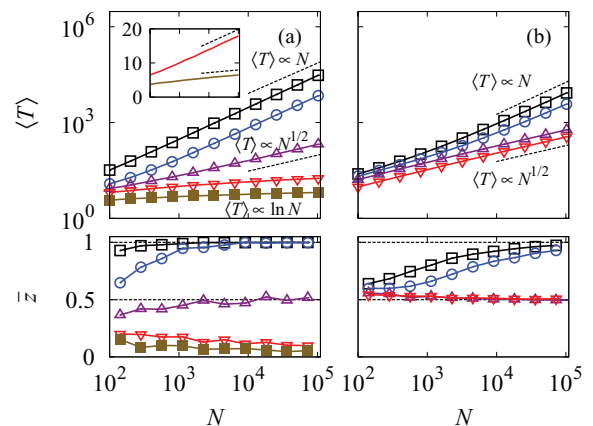 (a)
(b)
10^6
10^3
10^0
⟨T⟩
20
10
0
⟨T⟩ ∝ N
⟨T⟩ ∝ N^{1/2}
⟨T⟩ ∝ ln N
⟨T⟩ ∝ N
⟨T⟩ ∝ N^{1/2}
1
0.5
0
z̄
10^2 10^3 10^4 10^5
10^2 10^3 10^4 10^5
N
N